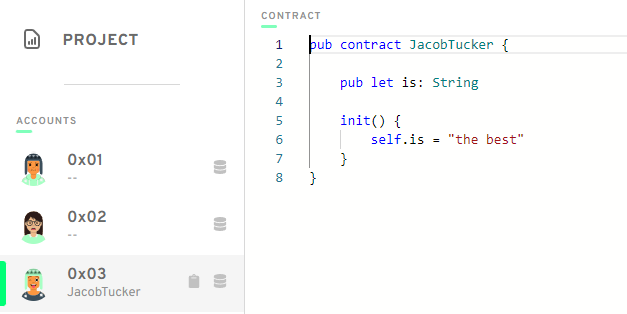 PROJECT
ACCOUNTS
0x01
--
0x02
--
0x03
JacobTucker
CONTRACT
1 pub contract JacobTucker {
2
3     pub let is: String
4
5     init() {
6         self.is = "the best"
7     }
8 }